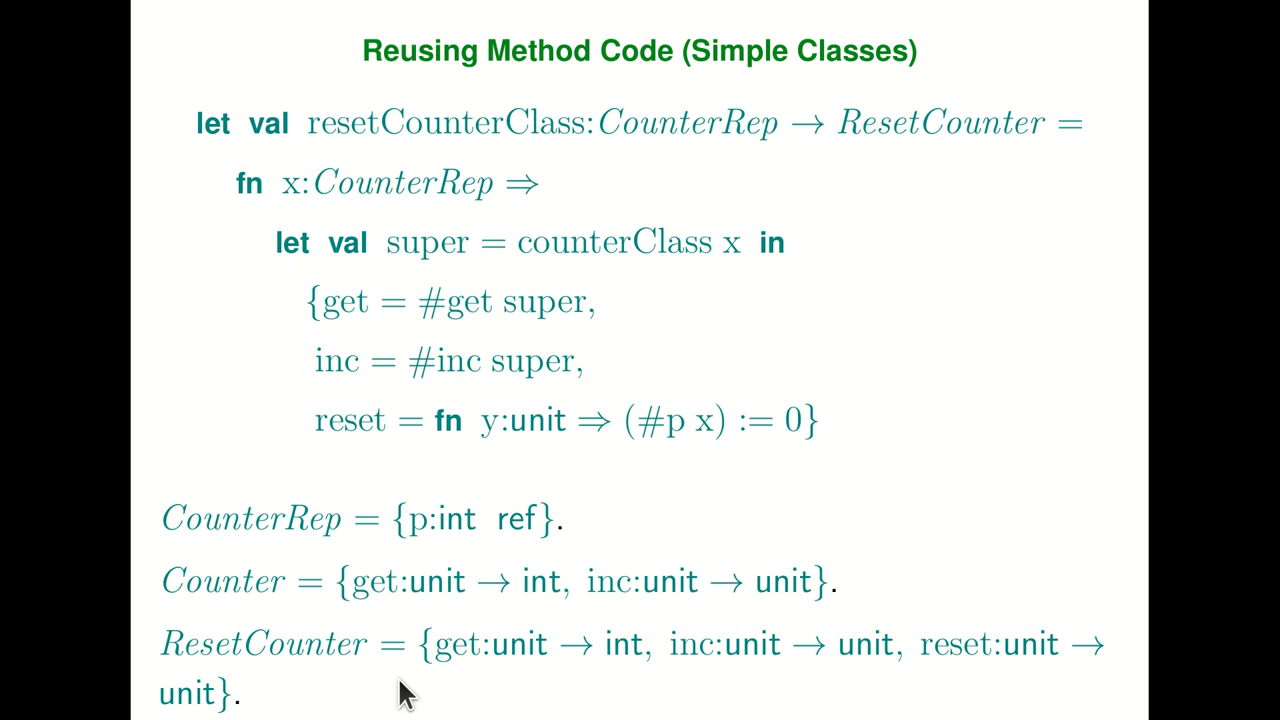 Reusing Method Code (Simple Classes)
let val resetCounterClass:CounterRep → ResetCounter =
fn x:CounterRep ⇒
let val super = counterClass x in
{get = #get super,
inc = #inc super,
reset = fn y:unit ⇒ (#p x) := 0}
CounterRep = {p:int ref}.
Counter = {get:unit → int, inc:unit → unit}.
ResetCounter = {get:unit → int, inc:unit → unit, reset:unit →
unit}.